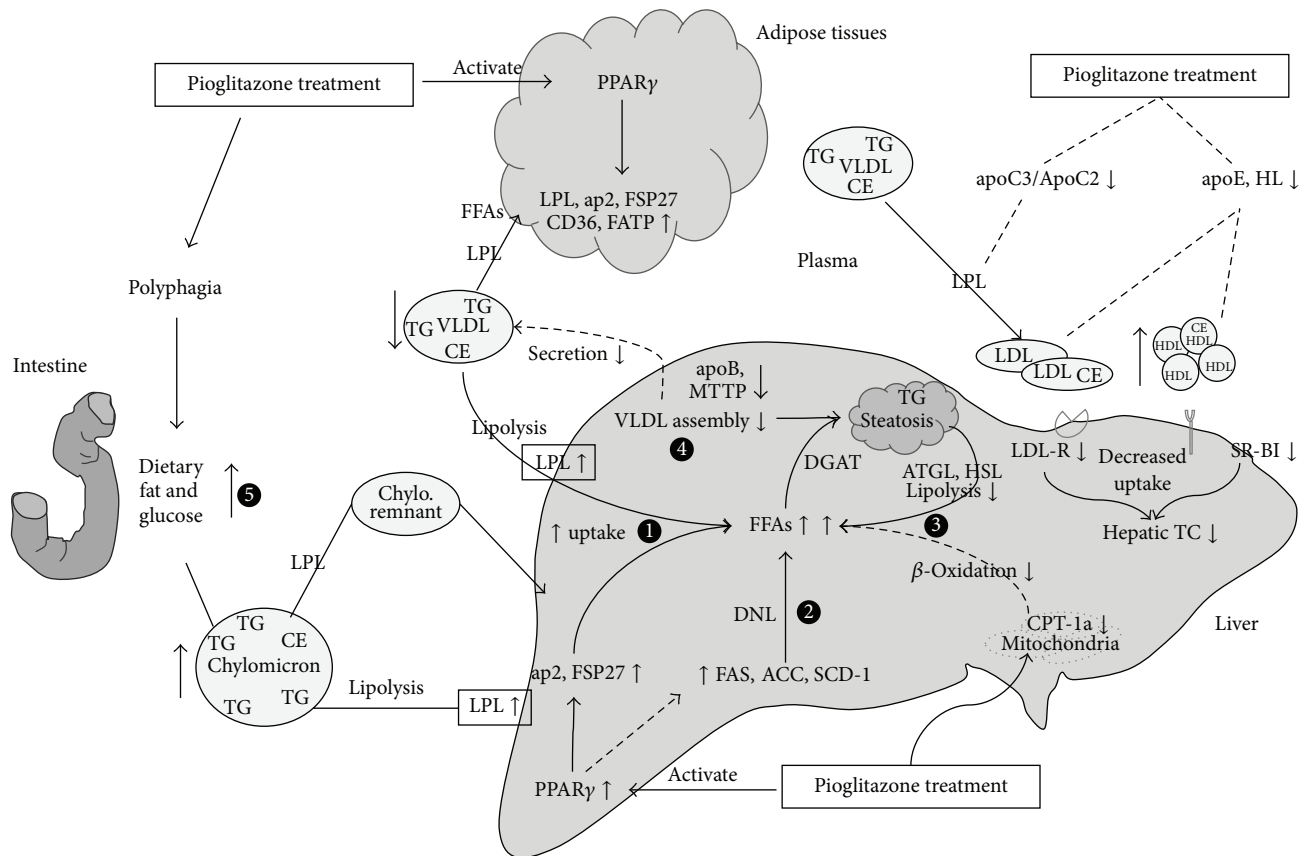 Adipose tissues
Pioglitazone treatment
Activate
PPARγ
Pioglitazone treatment
TG
TG
VLDL
CE
apoC3/ApoC2 ↓
apoE, HL ↓
LPL, ap2, FSP27
CD36, FATP ↑
FFAs
LPL
Plasma
LPL
Polyphagia
TG
TG VLDL
CE
Secretion ↓
Intestine
LDL
LDL CE
CE
HDL
HDL
HDL
HDL
HDL
apoB,
MTTP ↓
VLDL assembly ↓
4
TG
Steatosis
Lipolysis
LPL ↑
DGAT
ATGL, HSL
Lipolysis ↓
LDL-R ↓
Decreased
uptake
SR-BI ↓
Hepatic TC ↓
Dietary
fat and
glucose
↑ 5
Chylo.
remnant
LPL
↑ uptake 1
FFAs ↑ ↑
3
β-Oxidation ↓
DNL 2
CPT-1a ↓
Mitochondria
Liver
TG
TG
CE
Chylomicron
TG
TG
Lipolysis
LPL ↑
ap2, FSP27 ↑
↑ FAS, ACC, SCD-1
PPARγ ↑
Activate
Pioglitazone treatment